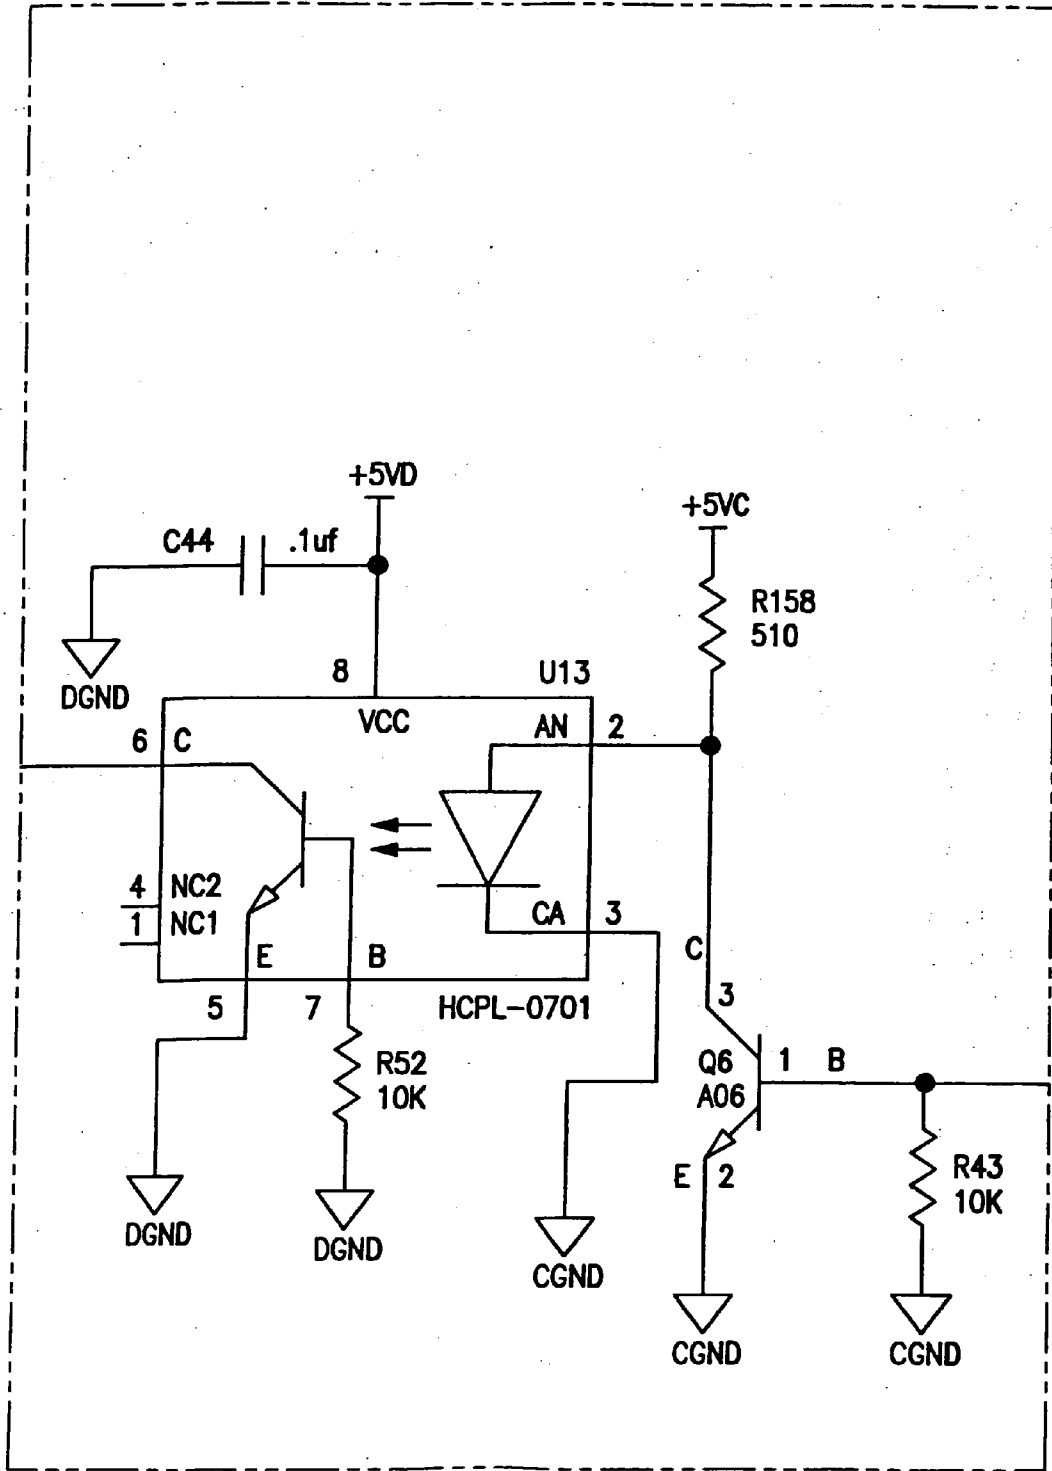 +5VD
+5VC
C44
.1uf
R158
510
DGND
8
U13
VCC
AN
2
6
C
4
NC2
1
NC1
CA
3
E
B
C
5
7
HCPL-0701
3
R52
10K
Q6
A06
1
B
E
2
R43
10K
DGND
DGND
CGND
CGND
CGND